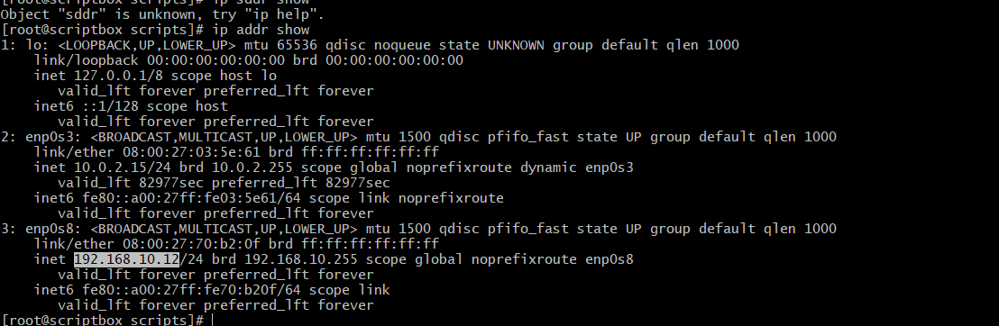 [root@scriptbox scripts]# ip sddr show
Object "sddr" is unknown, try "ip help".
[root@scriptbox scripts]# ip addr show
1: lo: <LOOPBACK,UP,LOWER_UP> mtu 65536 qdisc noqueue state UNKNOWN group default qlen 1000
    link/loopback 00:00:00:00:00:00 brd 00:00:00:00:00:00
    inet 127.0.0.1/8 scope host lo
       valid_lft forever preferred_lft forever
    inet6 ::1/128 scope host
       valid_lft forever preferred_lft forever
2: enp0s3: <BROADCAST,MULTICAST,UP,LOWER_UP> mtu 1500 qdisc pfifo_fast state UP group default qlen 1000
    link/ether 08:00:27:03:5e:61 brd ff:ff:ff:ff:ff:ff
    inet 10.0.2.15/24 brd 10.0.2.255 scope global noprefixroute dynamic enp0s3
       valid_lft 82977sec preferred_lft 82977sec
    inet6 fe80::a00:27ff:fe03:5e61/64 scope link noprefixroute
       valid_lft forever preferred_lft forever
3: enp0s8: <BROADCAST,MULTICAST,UP,LOWER_UP> mtu 1500 qdisc pfifo_fast state UP group default qlen 1000
    link/ether 08:00:27:70:b2:0f brd ff:ff:ff:ff:ff:ff
    inet 192.168.10.12/24 brd 192.168.10.255 scope global noprefixroute enp0s8
       valid_lft forever preferred_lft forever
    inet6 fe80::a00:27ff:fe70:b20f/64 scope link
       valid_lft forever preferred_lft forever
[root@scriptbox scripts]#